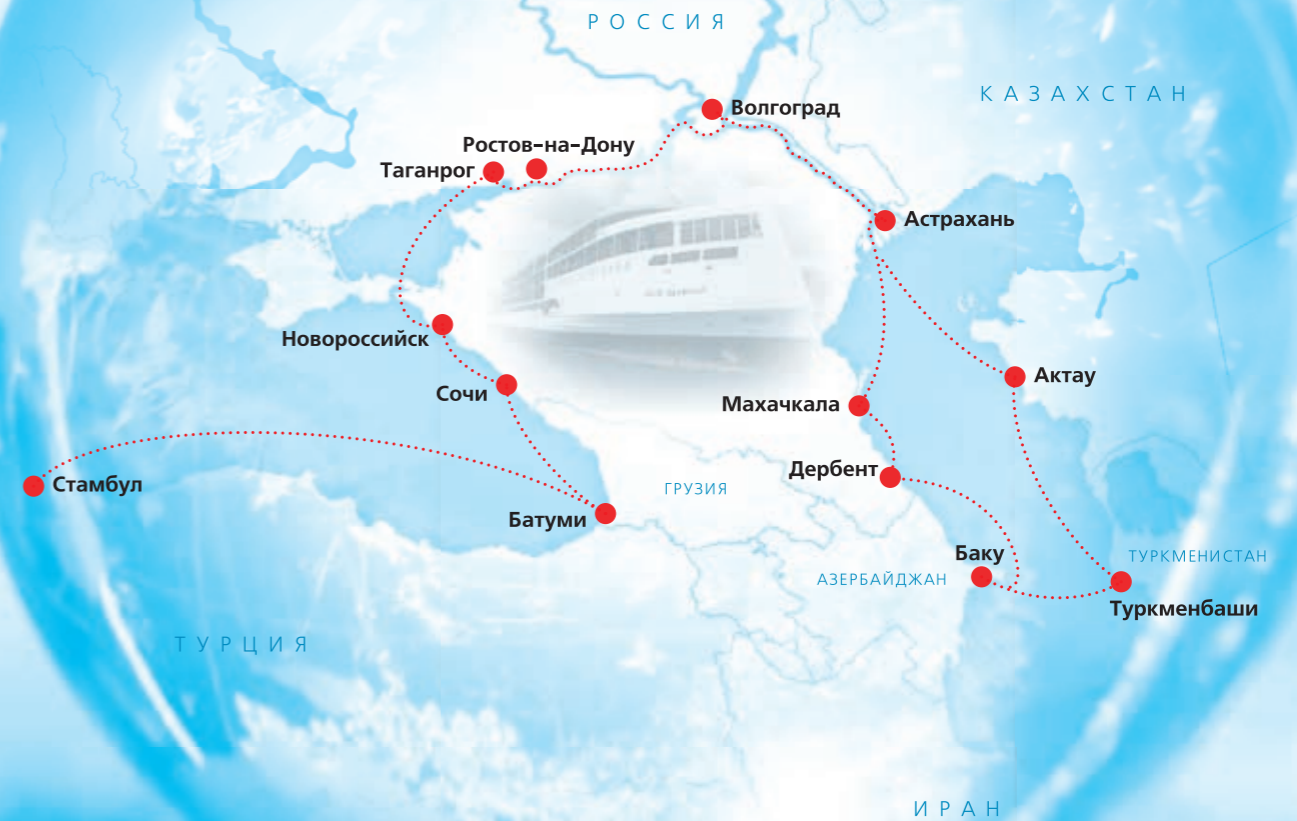 РОССИЯ
КАЗАХСТАН
Волгоград
Ростов-на-Дону
Таганрог
Астрахань
Новороссийск
Сочи
Актау
Махачкала
Дербент
Стамбул
ГРУЗИЯ
Батуми
Баку
ТУРКМЕНИСТАН
АЗЕРБАЙДЖАН
Туркменбаши
ТУРЦИЯ
ИРАН